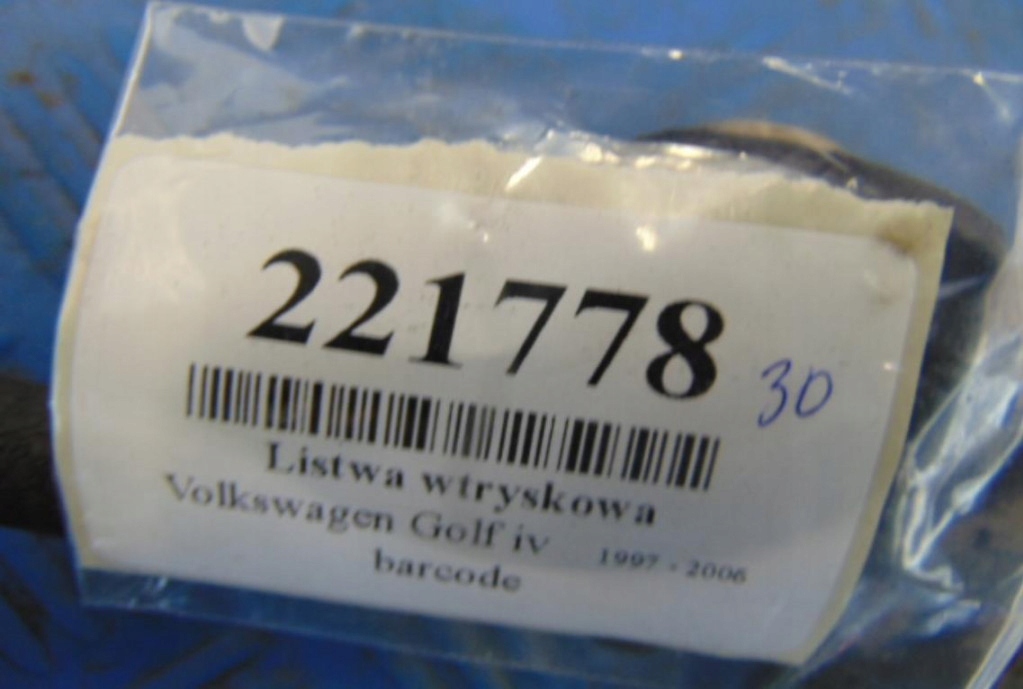 221778
30
Listwa wtryskowa
Volkswagen Golf iv 1997 - 2006
barcode